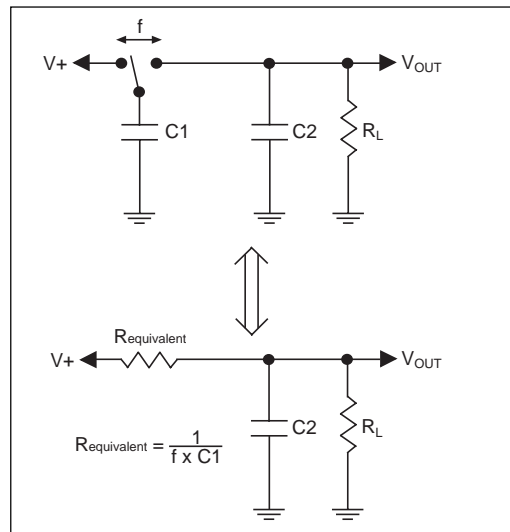 f
V+ VOUT
C1 C2 RL
Requivalent
V+ VOUT
C2 RL
Requivalent = 1
f x C1